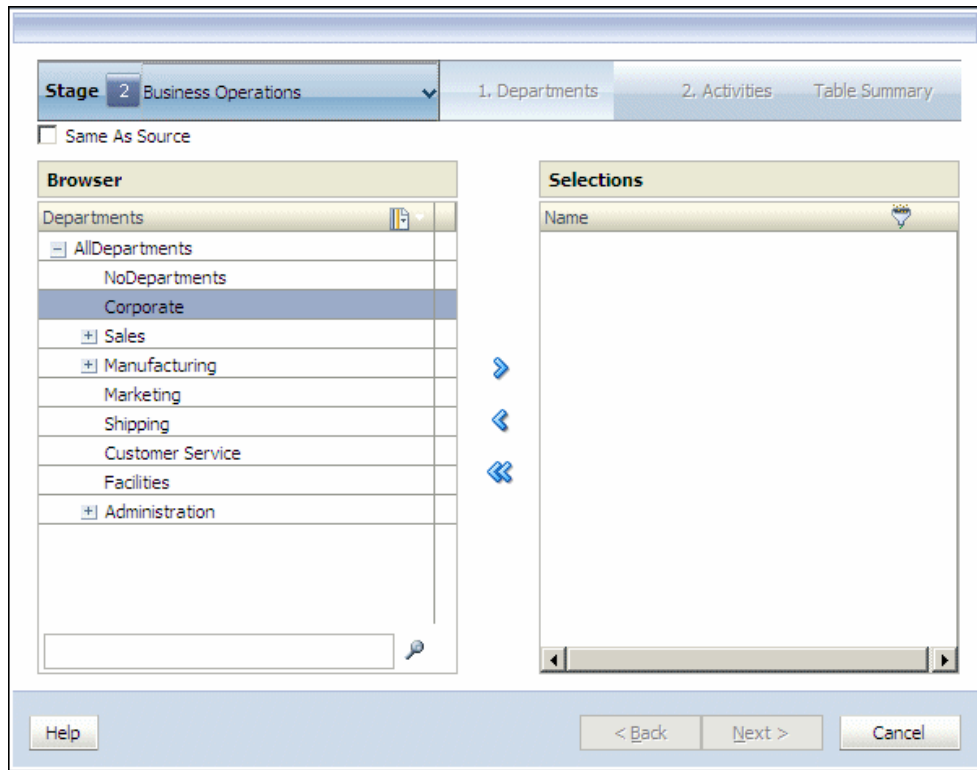 Stage 2 Business Operations 1. Departments 2. Activities Table Summary
Same As Source
Browser Selections
Departments Name
AllDepartments
NoDepartments
Corporate
Sales
Manufacturing
Marketing
Shipping
Customer Service
Facilities
Administration
Help < Back Next > Cancel